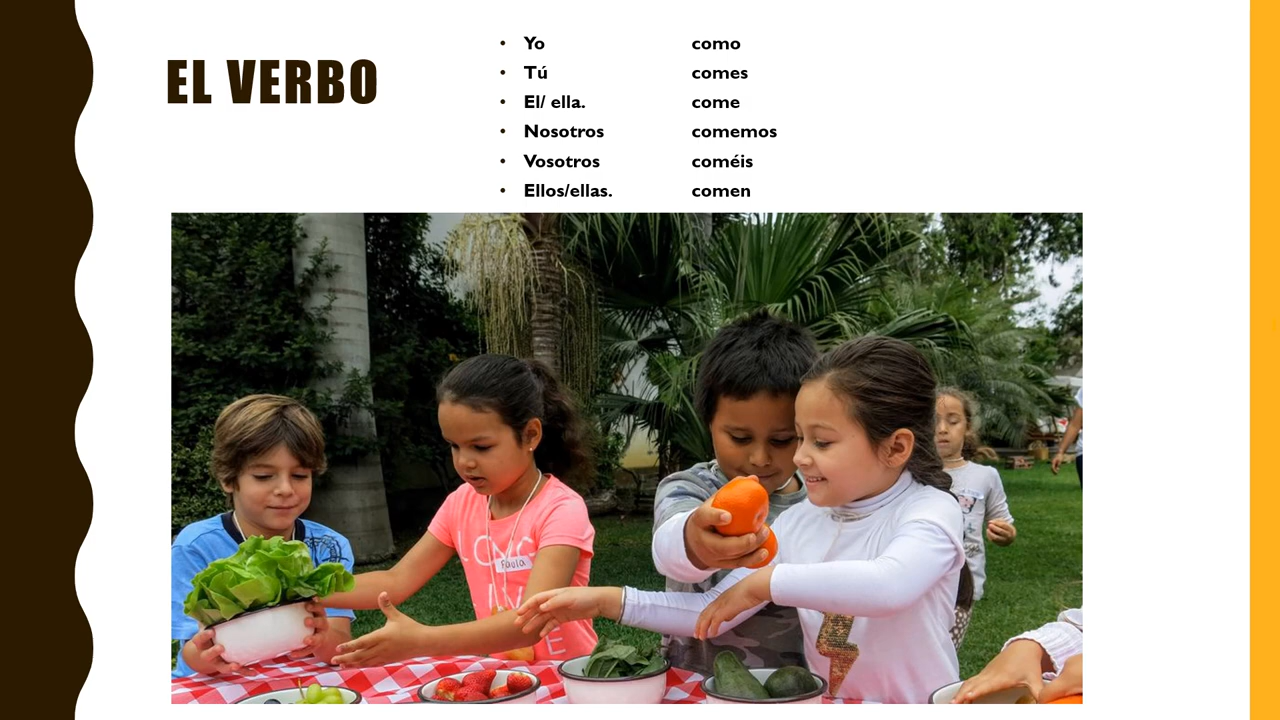 EL VERBO
• Yo como
• Tú comes
• El/ ella. come
• Nosotros comemos
• Vosotros coméis
• Ellos/ellas. comen
Paula